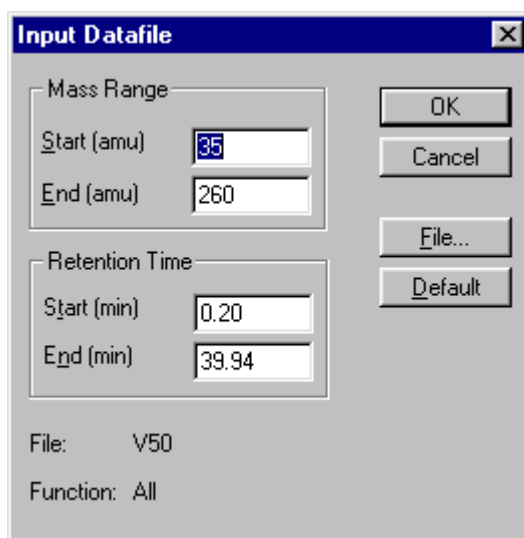 Input Datafile
Mass Range
Start (amu) 35
End (amu) 260
Retention Time
Start (min) 0.20
End (min) 39.94
File: V50
Function: All
OK
Cancel
File...
Default